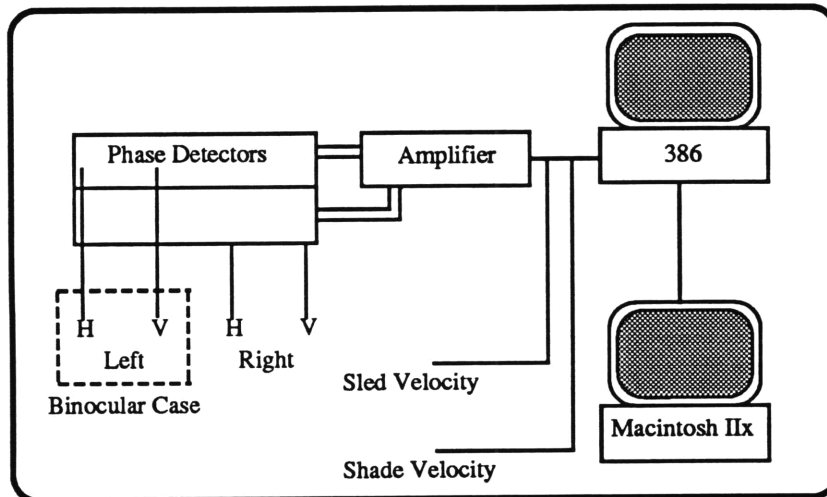 Phase Detectors
Amplifier
386
H
V
H
V
Left
Right
Binocular Case
Sled Velocity
Macintosh IIx
Shade Velocity